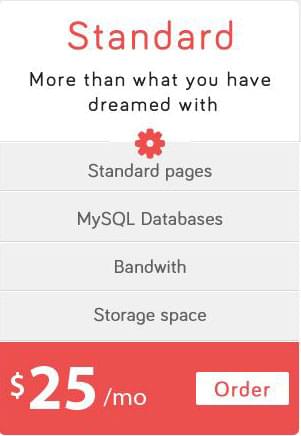 Standard
More than what you have
dreamed with
Standard pages
MySQL Databases
Bandwith
Storage space
$25/mo
Order